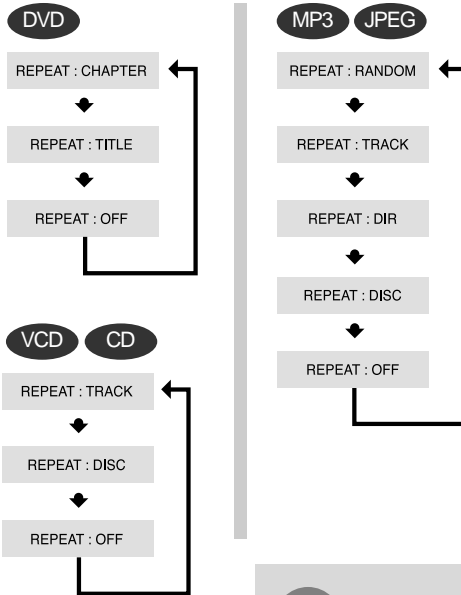 DVD
REPEAT : CHAPTER
REPEAT : TITLE
REPEAT : OFF
VCD CD
REPEAT : TRACK
REPEAT : DISC
REPEAT : OFF
MP3 JPEG
REPEAT : RANDOM
REPEAT : TRACK
REPEAT : DIR
REPEAT : DISC
REPEAT : OFF